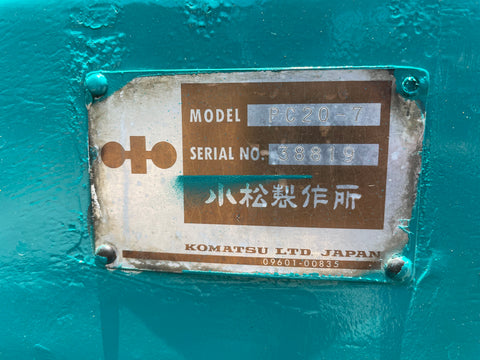 MODEL PC20-7
SERIAL NO. 38819
小松製作所
KOMATSU LTD. JAPAN
09601-00835